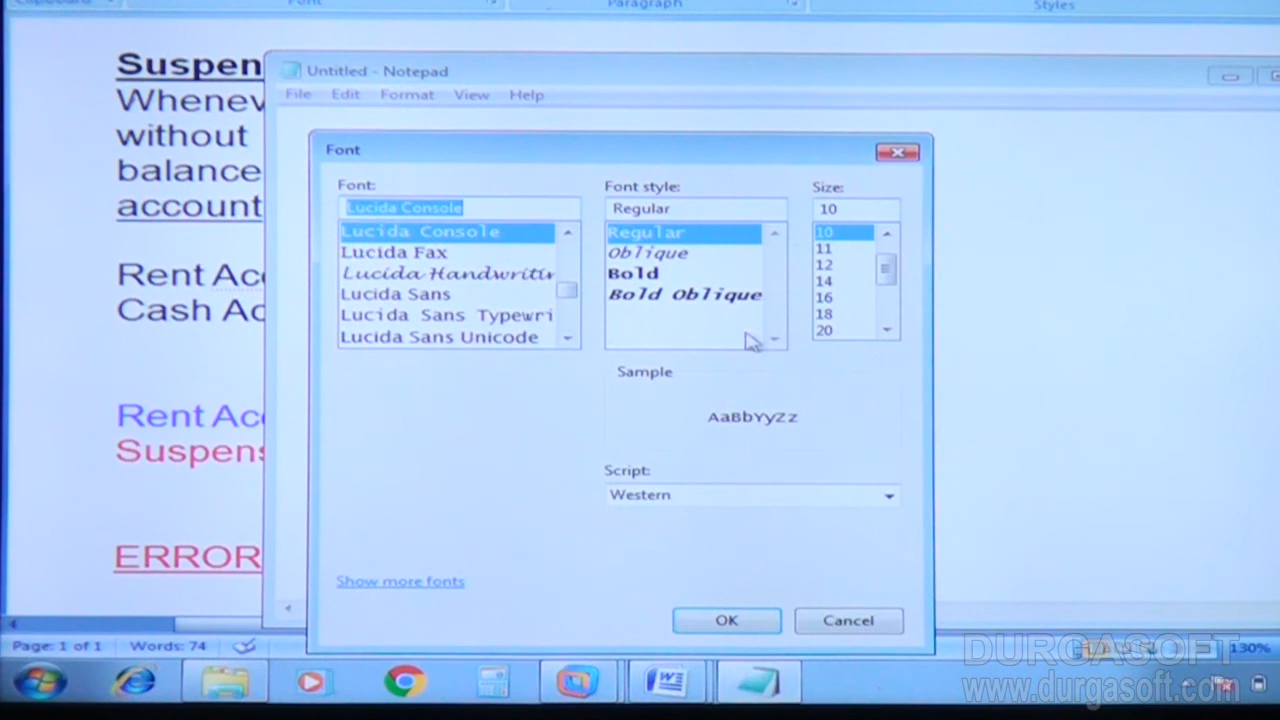 Clipboard
Font
Paragraph
Styles
Suspen
Whenev
without
balance
account
Rent Acc
Cash Ac
Rent Acc
Suspens
ERROR
Untitled - Notepad
File Edit Format View Help
Font
Font:
Lucida Console
Lucida Console
Lucida Fax
Lucida Handwritin
Lucida Sans
Lucida Sans Typewri
Lucida Sans Unicode
Font style:
Regular
Regular
Oblique
Bold
Bold Oblique
Size:
10
10
11
12
14
16
18
20
Sample
AaBbYyZz
Script:
Western
Show more fonts
OK
Cancel
Page: 1 of 1 Words: 74
130%
DURGASOFT
www.durgasoft.com